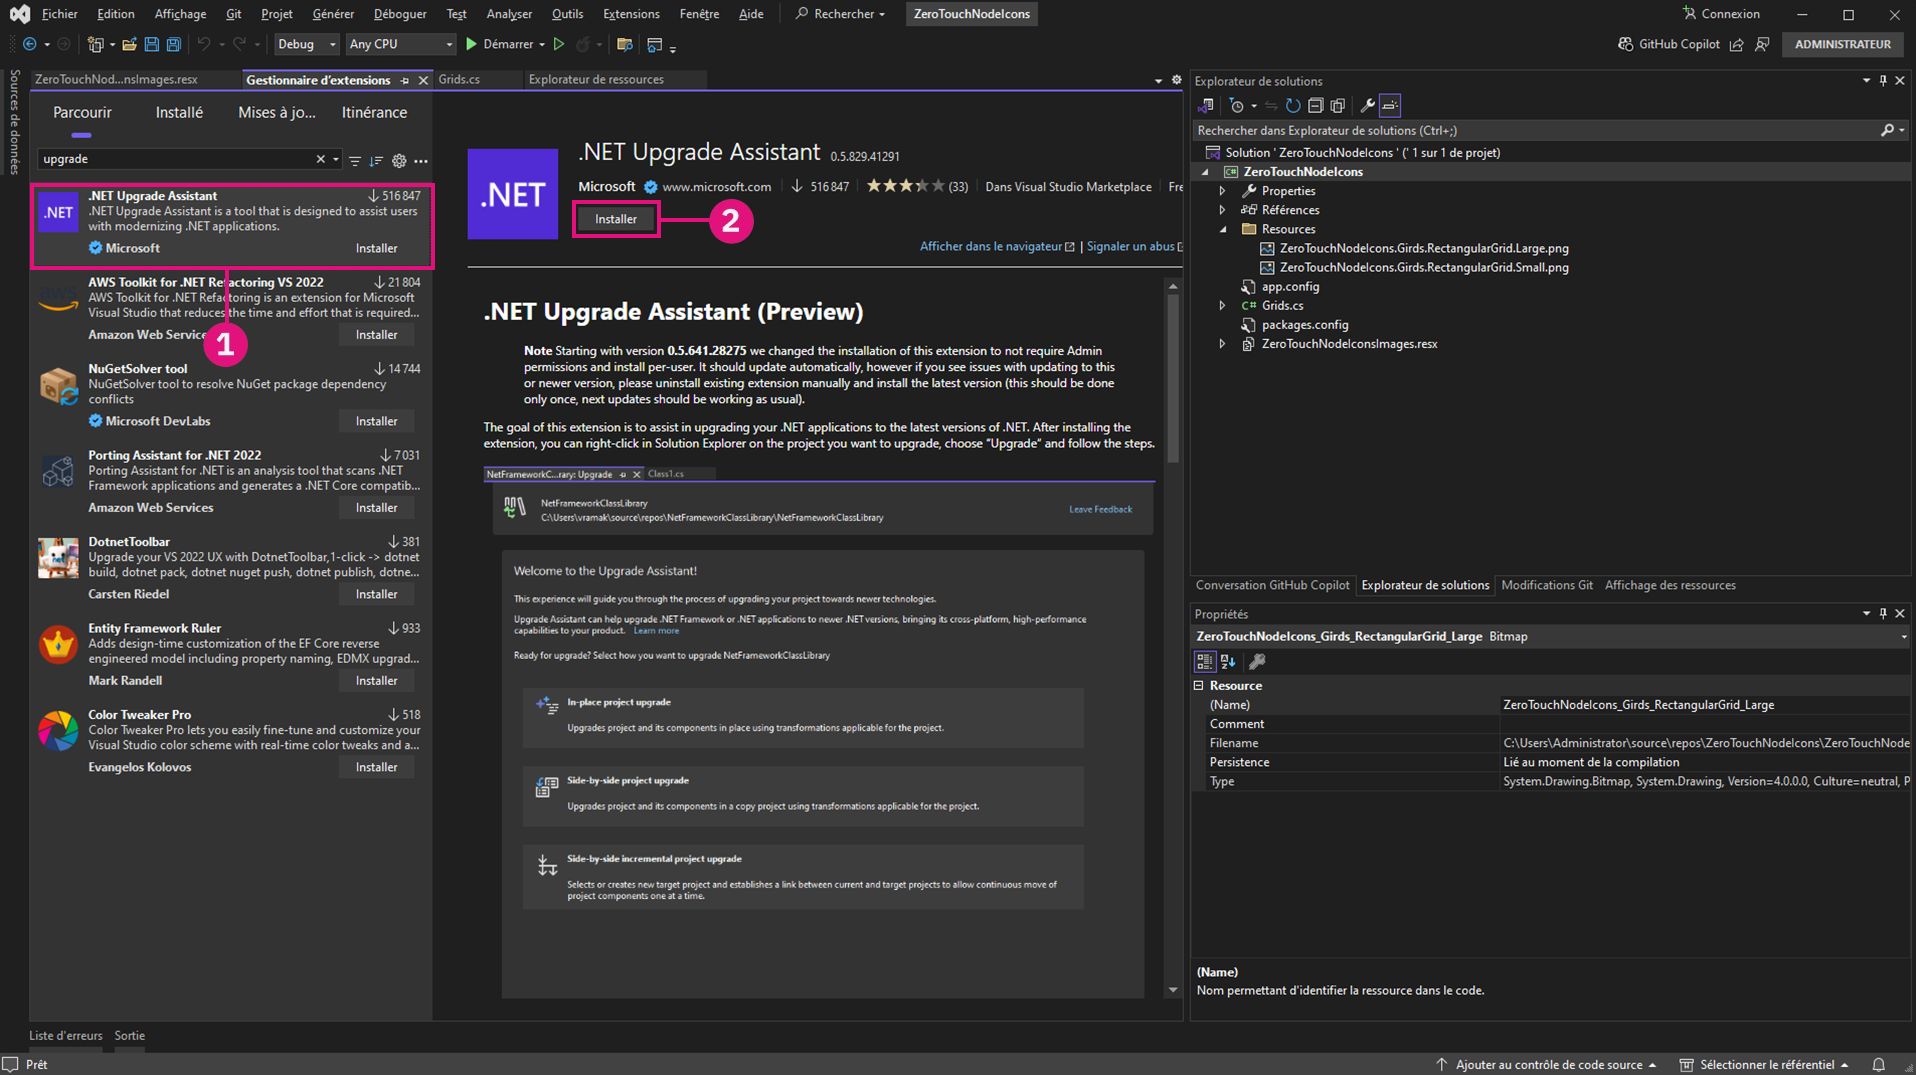 Fichier Edition Affichage Git Projet Générer Déboguer Test Analyser Outils Extensions Fenêtre Aide Rechercher ZeroTouchNodeIcons Connexion
Debug Any CPU Démarrer GitHub Copilot ADMINISTRATEUR
Sources de données
ZeroTouchNod...nsImages.resx Gestionnaire d'extensions Grids.cs Explorateur de ressources
Parcourir Installé Mises à jo... Itinérance
upgrade
.NET
.NET Upgrade Assistant 516 847
.NET Upgrade Assistant is a tool that is designed to assist users
with modernizing .NET applications.
Microsoft Installer
1
aws
AWS Toolkit for .NET Refactoring VS 2022 21 804
AWS Toolkit for .NET Refactoring is an extension for Microsoft
Visual Studio that reduces the time and effort that is required...
Amazon Web Service Installer
NuGetSolver tool 14 744
NuGetSolver tool to resolve NuGet package dependency
conflicts
Microsoft DevLabs Installer
Porting Assistant for .NET 2022 7 031
Porting Assistant for .NET is an analysis tool that scans .NET
Framework applications and generates a .NET Core compatib...
Amazon Web Services Installer
DotnetToolbar 381
Upgrade your VS 2022 UX with DotnetToolbar,1-click -> dotnet
build, dotnet pack, dotnet nuget push, dotnet publish, dotne...
Carsten Riedel Installer
Entity Framework Ruler 933
Adds design-time customization of the EF Core reverse
engineered model including property naming, EDMX upgrad...
Mark Randell Installer
Color Tweaker Pro 518
Color Tweaker Pro lets you easily fine-tune and customize your
Visual Studio color scheme with real-time color tweaks and a...
Evangelos Kolovos Installer
.NET
.NET Upgrade Assistant 0.5.829.41291
Microsoft www.microsoft.com 516 847 (33) Dans Visual Studio Marketplace Fre
Installer
2
Afficher dans le navigateur | Signaler un abus
.NET Upgrade Assistant (Preview)
Note Starting with version 0.5.641.28275 we changed the installation of this extension to not require Admin
permissions and install per-user. It should update automatically, however if you see issues with updating to this
or newer version, please uninstall existing extension manually and install the latest version (this should be done
only once, next updates should be working as usual).
The goal of this extension is to assist in upgrading your .NET applications to the latest versions of .NET. After installing the
extension, you can right-click in Solution Explorer on the project you want to upgrade, choose "Upgrade" and follow the steps.
NetFrameworkC...rary: Upgrade Class1.cs
NetFrameworkClassLibrary
C:\Users\vramak\source\repos\NetFrameworkClassLibrary\NetFrameworkClassLibrary
Leave Feedback
Welcome to the Upgrade Assistant!
This experience will guide you through the process of upgrading your project towards newer technologies.
Upgrade Assistant can help upgrade .NET Framework or .NET applications to newer .NET versions, bringing its cross-platform, high-performance
capabilities to your product. Learn more
Ready for upgrade? Select how you want to upgrade NetFrameworkClassLibrary
In-place project upgrade
Upgrades project and its components in place using transformations applicable for the project.
Side-by-side project upgrade
Upgrades project and its components in a copy project using transformations applicable for the project.
Side-by-side incremental project upgrade
Selects or creates new target project and establishes a link between current and target projects to allow continuous move of
project components one at a time.
Explorateur de solutions
Rechercher dans Explorateur de solutions (Ctrl+;)
Solution ' ZeroTouchNodeIcons ' (' 1 sur 1 de projet)
C# ZeroTouchNodeIcons
Properties
Références
Resources
ZeroTouchNodeIcons.Girds.RectangularGrid.Large.png
ZeroTouchNodeIcons.Girds.RectangularGrid.Small.png
app.config
C# Grids.cs
packages.config
ZeroTouchNodeIconsImages.resx
Conversation GitHub Copilot Explorateur de solutions Modifications Git Affichage des ressources
Propriétés
ZeroTouchNodeIcons_Girds_RectangularGrid_Large Bitmap
Resource
(Name) ZeroTouchNodeIcons_Girds_RectangularGrid_Large
Comment
Filename C:\Users\Administrator\source\repos\ZeroTouchNodeIcons\ZeroTouchNode
Persistence Lié au moment de la compilation
Type System.Drawing.Bitmap, System.Drawing, Version=4.0.0.0, Culture=neutral, P
(Name)
Nom permettant d'identifier la ressource dans le code.
Liste d'erreurs Sortie
Prêt Ajouter au contrôle de code source Sélectionner le référentiel